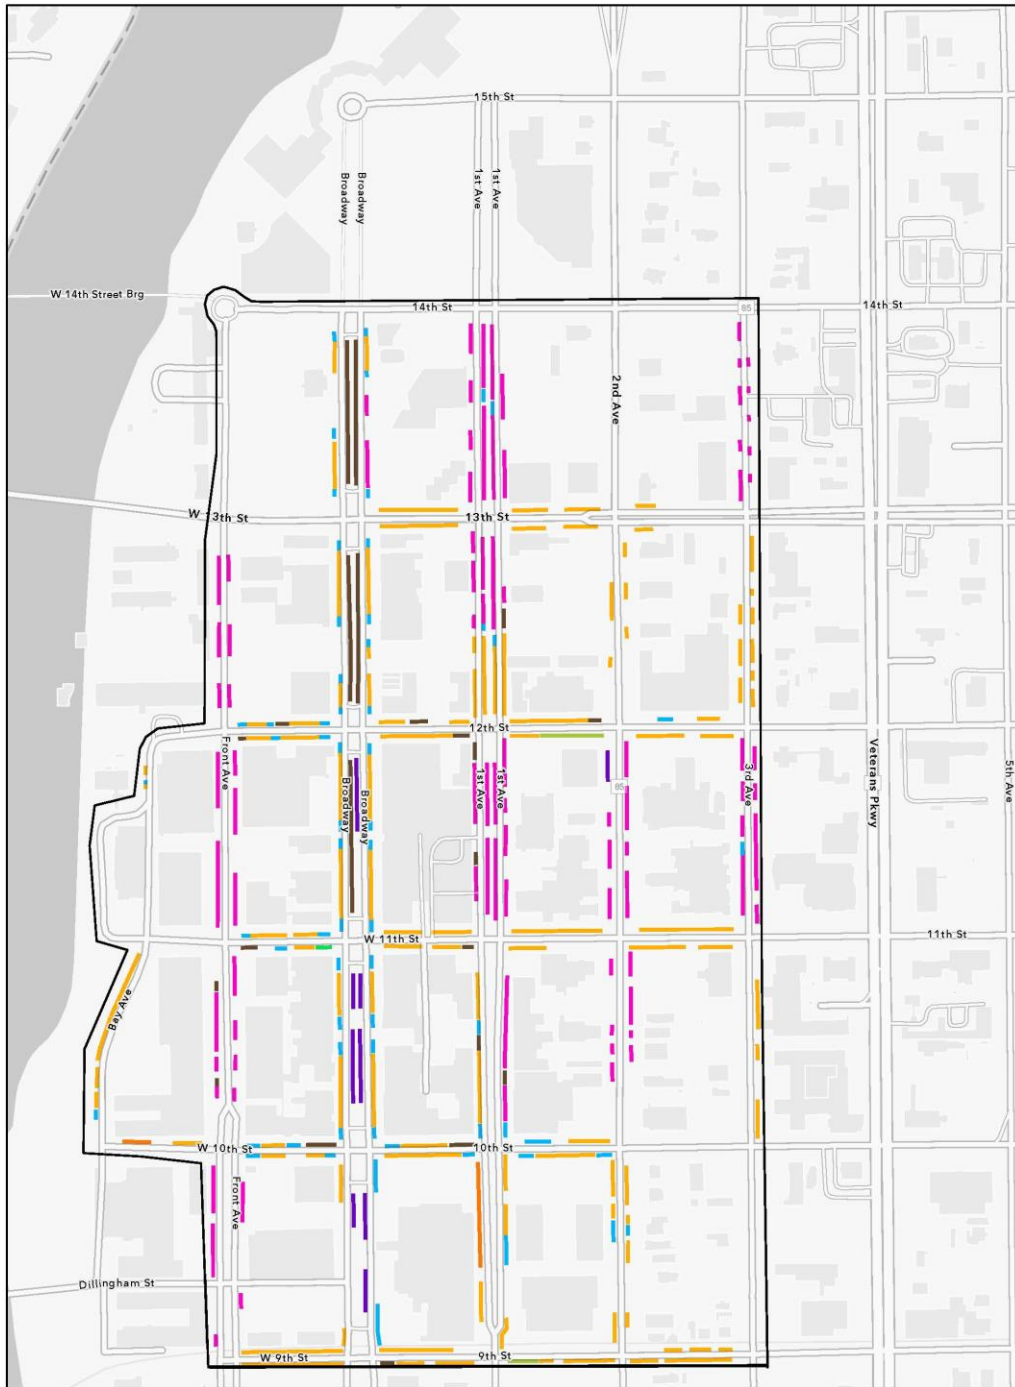 15th St
Broadway
Broadway
1st Ave
1st Ave
W 14th Street Brg
14th St
85
14th St
2nd Ave
W 13th St
13th St
12th St
Front Ave
Broadway
Broadway
1st Ave
1st Ave
85
3rd Ave
Veterans Pkwy
5th Ave
W 11th St
11th St
Bay Ave
W 10th St
10th St
Front Ave
Dillingham St
W 9th St
9th St